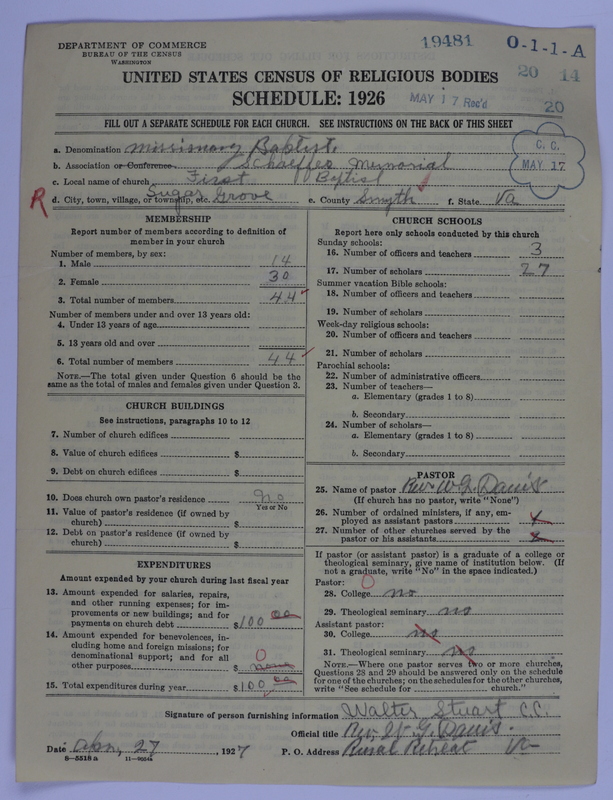 DEPARTMENT OF COMMERCE
BUREAU OF THE CENSUS
WASHINGTON
19481 O-1-1-A
20 14
UNITED STATES CENSUS OF RELIGIOUS BODIES
SCHEDULE: 1926
MAY 17 Rec'd
20
FILL OUT A SEPARATE SCHEDULE FOR EACH CHURCH. SEE INSTRUCTIONS ON THE BACK OF THIS SHEET
C. C.
MAY 17
a. Denomination Missionary Baptist
b. Association or Conference Schaeffer Memorial
c. Local name of church First Baptist
R d. City, town, village, or township, etc. Sugar Grove e. County Smyth f. State Va
MEMBERSHIP
Report number of members according to definition of
member in your church
Number of members, by sex:
1. Male 14
2. Female 30
3. Total number of members 44
Number of members under and over 13 years old:
4. Under 13 years of age
5. 13 years old and over
6. Total number of members 44
NOTE.—The total given under Question 6 should be the
same as the total of males and females given under Question 3.
CHURCH BUILDINGS
See instructions, paragraphs 10 to 12
7. Number of church edifices
8. Value of church edifices $
9. Debt on church edifices $
10. Does church own pastor's residence no
Yes or No
11. Value of pastor's residence (if owned by
church) $
12. Debt on pastor's residence (if owned by
church) $
EXPENDITURES
Amount expended by your church during last fiscal year
13. Amount expended for salaries, repairs,
and other running expenses; for im-
provements or new buildings; and for
payments on church debt $100 00
14. Amount expended for benevolences, in-
cluding home and foreign missions; for
denominational support; and for all
other purposes $ none 0
15. Total expenditures during year $100 00
CHURCH SCHOOLS
Report here only schools conducted by this church
Sunday schools:
16. Number of officers and teachers 3
17. Number of scholars 27
Summer vacation Bible schools:
18. Number of officers and teachers
19. Number of scholars
Week-day religious schools:
20. Number of officers and teachers
21. Number of scholars
Parochial schools:
22. Number of administrative officers
23. Number of teachers—
a. Elementary (grades 1 to 8)
b. Secondary
24. Number of scholars—
a. Elementary (grades 1 to 8)
b. Secondary
PASTOR
25. Name of pastor Rev. W. G. Davis
(If church has no pastor, write "None")
26. Number of ordained ministers, if any, em-
ployed as assistant pastors
27. Number of other churches served by the
pastor or his assistants
If pastor (or assistant pastor) is a graduate of a college or
theological seminary, give name of institution below. (If
not a graduate, write "No" in the space indicated.)
Pastor: 0
28. College no
29. Theological seminary no
Assistant pastor:
30. College no
31. Theological seminary no
NOTE.—Where one pastor serves two or more churches,
Questions 28 and 29 should be answered only on the schedule
for one of the churches; on the schedules for the other churches,
write "See schedule for church."
Signature of person furnishing information Walter Stuart C.C.
Official title Rev. W. G. Davis.
Date Apr, 27, 1927 P. O. Address Rural Retreat Va
8—5518 a 11—9034a